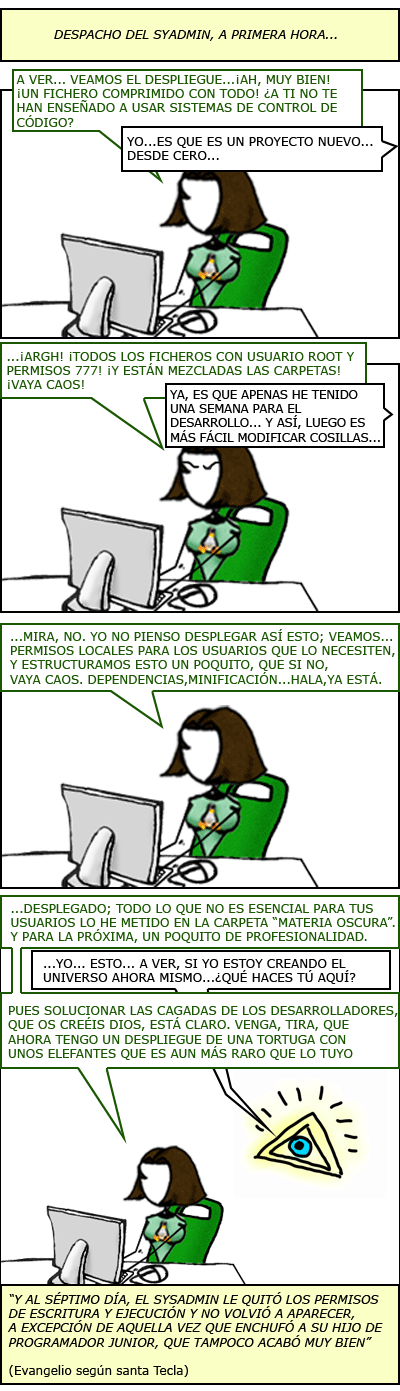 DESPACHO DEL SYADMIN, A PRIMERA HORA...
A VER... VEAMOS EL DESPLIEGUE...¡AH, MUY BIEN!
¡UN FICHERO COMPRIMIDO CON TODO! ¿A TI NO TE
HAN ENSEÑADO A USAR SISTEMAS DE CONTROL DE
CÓDIGO?
YO...ES QUE ES UN PROYECTO NUEVO...
DESDE CERO...
...¡ARGH! ¡TODOS LOS FICHEROS CON USUARIO ROOT Y
PERMISOS 777! ¡Y ESTÁN MEZCLADAS LAS CARPETAS!
¡VAYA CAOS!
YA, ES QUE APENAS HE TENIDO
UNA SEMANA PARA EL
DESARROLLO... Y ASÍ, LUEGO ES
MÁS FÁCIL MODIFICAR COSILLAS...
...MIRA, NO. YO NO PIENSO DESPLEGAR ASÍ ESTO; VEAMOS...
PERMISOS LOCALES PARA LOS USUARIOS QUE LO NECESITEN,
Y ESTRUCTURAMOS ESTO UN POQUITO, QUE SI NO,
VAYA CAOS. DEPENDENCIAS,MINIFICACIÓN...HALA,YA ESTÁ.
...DESPLEGADO; TODO LO QUE NO ES ESENCIAL PARA TUS
USUARIOS LO HE METIDO EN LA CARPETA “MATERIA OSCURA”.
Y PARA LA PRÓXIMA, UN POQUITO DE PROFESIONALIDAD.
...YO... ESTO... A VER, SI YO ESTOY CREANDO EL
UNIVERSO AHORA MISMO...¿QUÉ HACES TÚ AQUÍ?
PUES SOLUCIONAR LAS CAGADAS DE LOS DESARROLLADORES,
QUE OS CREÉIS DIOS, ESTÁ CLARO. VENGA, TIRA, QUE
AHORA TENGO UN DESPLIEGUE DE UNA TORTUGA CON
UNOS ELEFANTES QUE ES AUN MÁS RARO QUE LO TUYO
“Y AL SÉPTIMO DÍA, EL SYSADMIN LE QUITÓ LOS PERMISOS
DE ESCRITURA Y EJECUCIÓN Y NO VOLVIÓ A APARECER,
A EXCEPCIÓN DE AQUELLA VEZ QUE ENCHUFÓ A SU HIJO DE
PROGRAMADOR JUNIOR, QUE TAMPOCO ACABÓ MUY BIEN”
(Evangelio según santa Tecla)